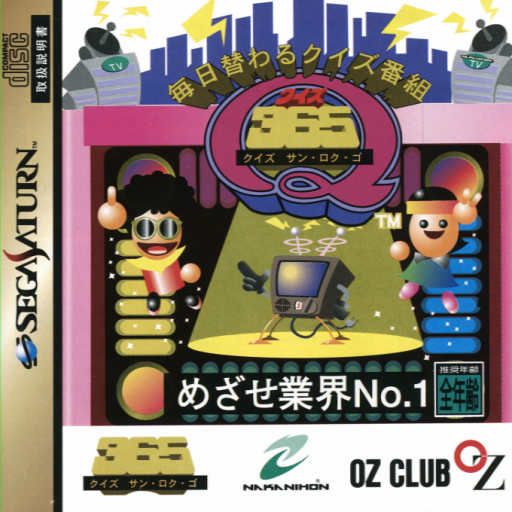 COMPACT
disc
取扱説明書
SEGA SATURN
TV
TV
毎日替わるクイズ番組
クイズ
365
クイズ サン・ロク・ゴ
TM
めざせ業界No.1
推奨年齢
全年齢
365
クイズ サン・ロク・ゴ
NAKANIHON
OZ CLUB
OZ